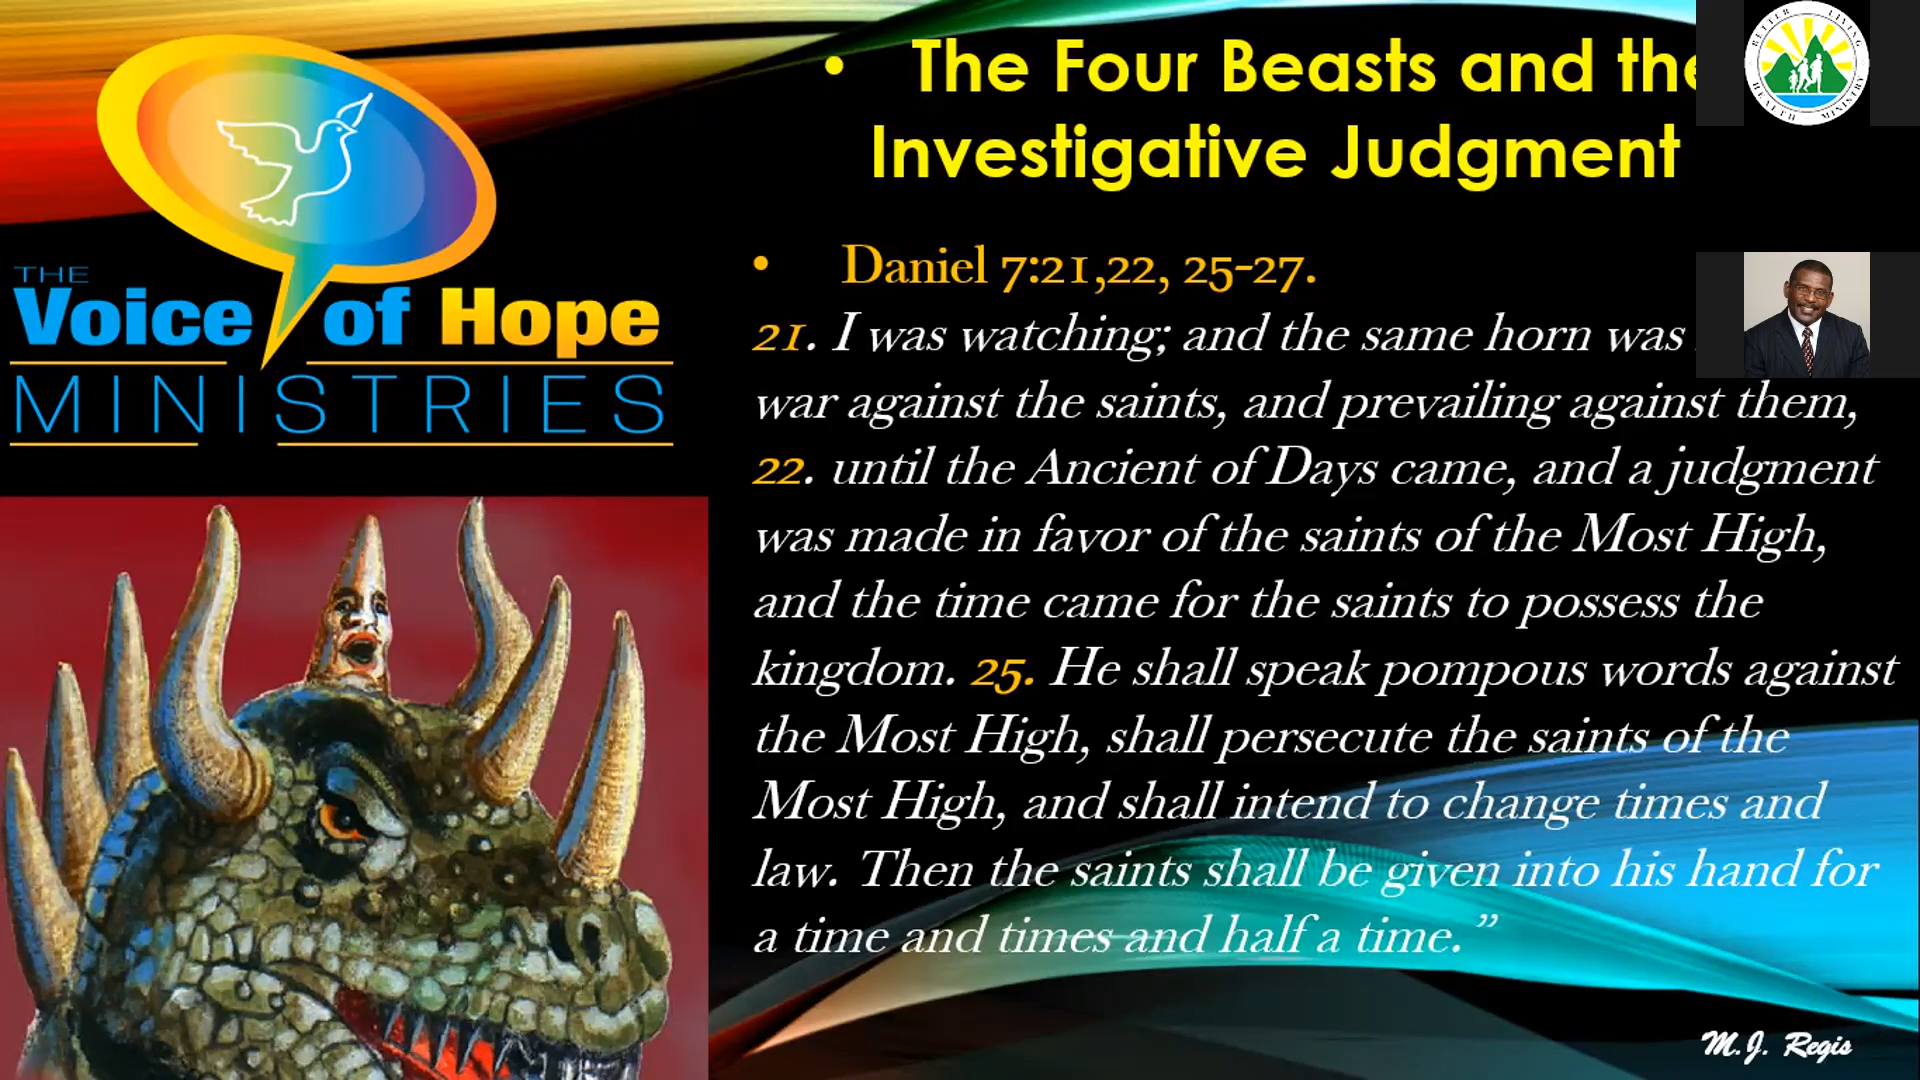 • The Four Beasts and the
Investigative Judgment
BETTER LIVING
HEALTH MINISTRY
THE
Voice of Hope
MINISTRIES
• Daniel 7:21,22, 25-27.
21. I was watching; and the same horn was
war against the saints, and prevailing against them,
22. until the Ancient of Days came, and a judgment
was made in favor of the saints of the Most High,
and the time came for the saints to possess the
kingdom. 25. He shall speak pompous words against
the Most High, shall persecute the saints of the
Most High, and shall intend to change times and
law. Then the saints shall be given into his hand for
a time and times and half a time.”
M.J. Regis